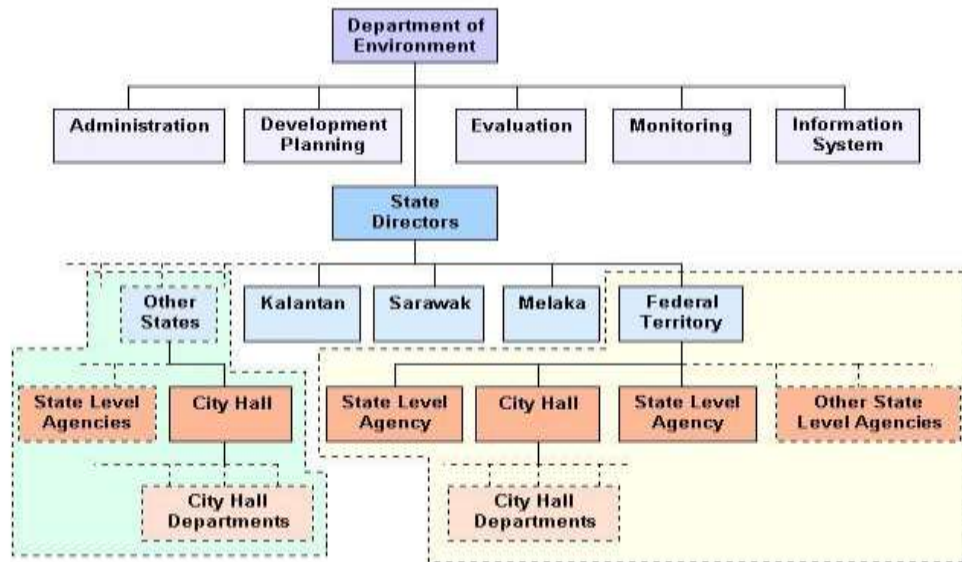 Department of
Environment
Administration
Development
Planning
Evaluation
Monitoring
Information
System
State
Directors
Other
States
Kalantan
Sarawak
Melaka
Federal
Territory
State Level
Agencies
City Hall
State Level
Agency
City Hall
State Level
Agency
Other State
Level Agencies
City Hall
Departments
City Hall
Departments